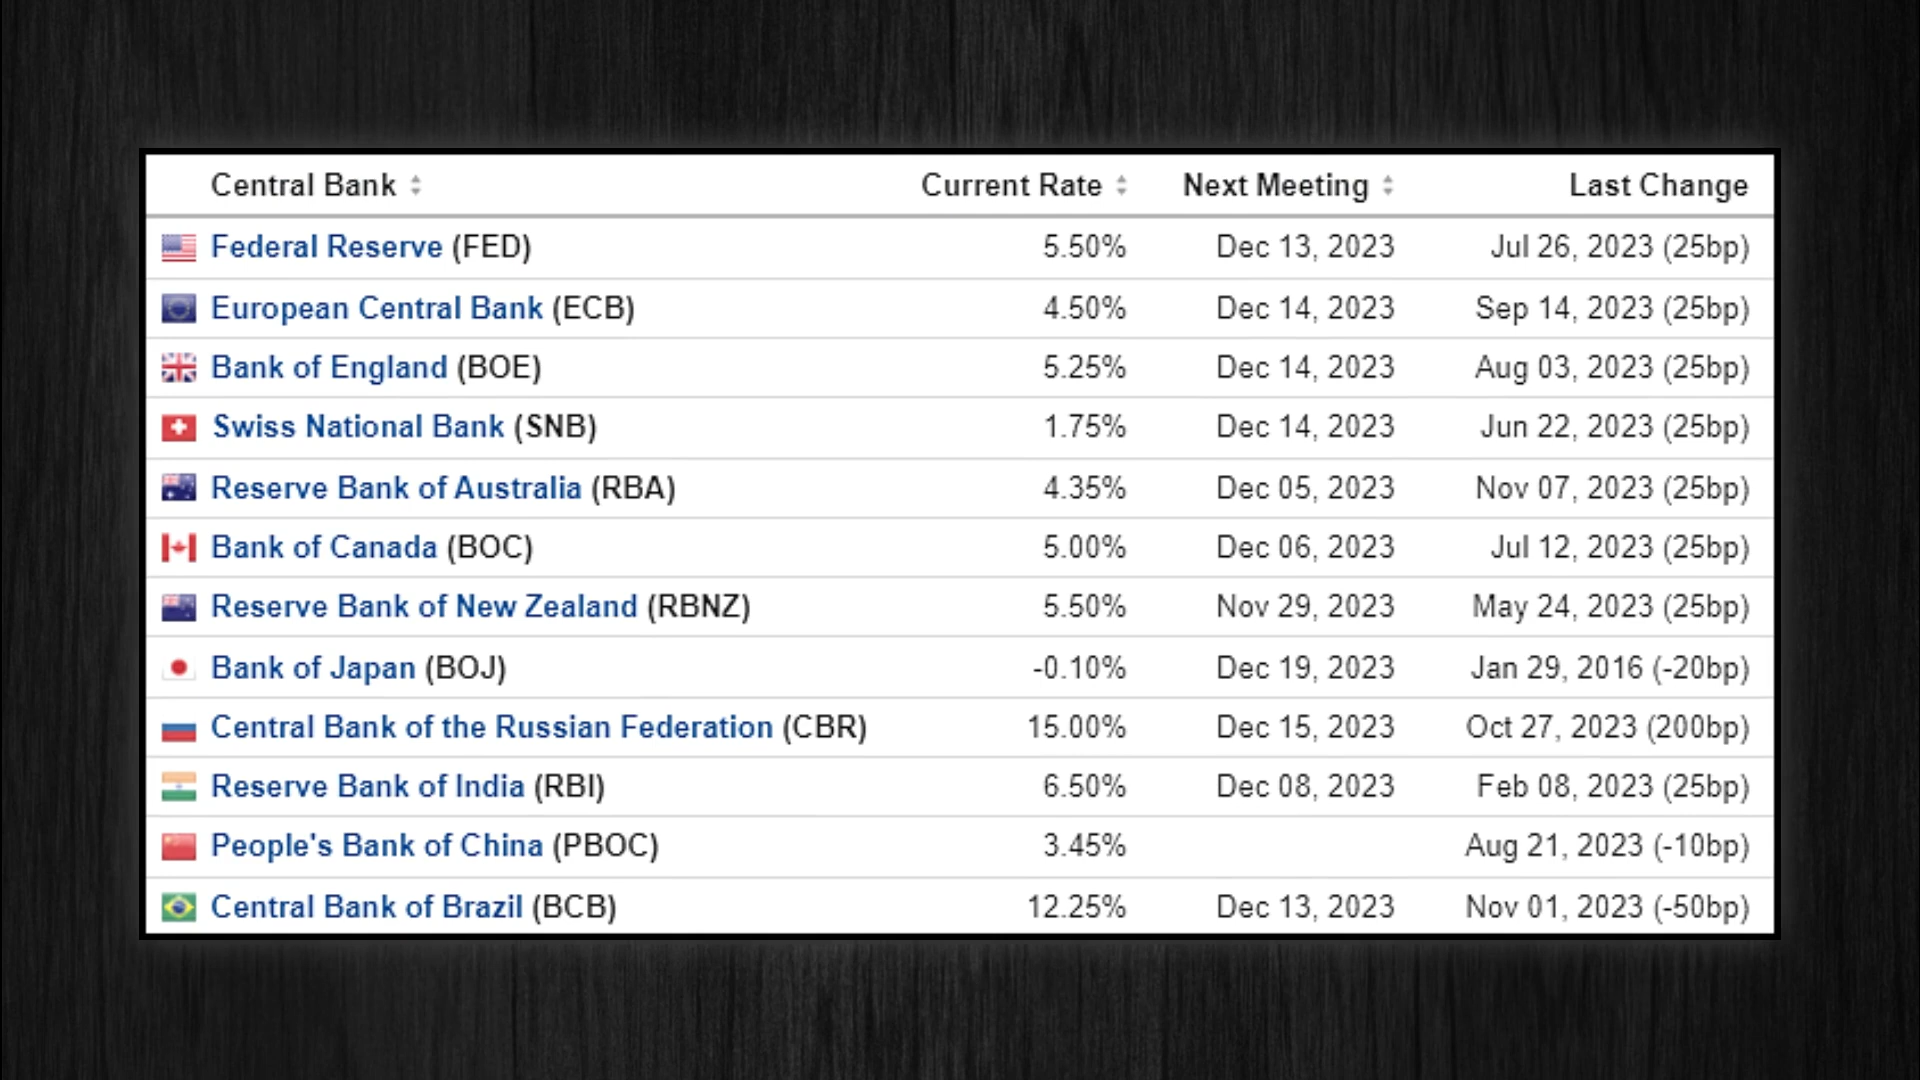 Central Bank Current Rate Next Meeting Last Change
Federal Reserve (FED) 5.50% Dec 13, 2023 Jul 26, 2023 (25bp)
European Central Bank (ECB) 4.50% Dec 14, 2023 Sep 14, 2023 (25bp)
Bank of England (BOE) 5.25% Dec 14, 2023 Aug 03, 2023 (25bp)
Swiss National Bank (SNB) 1.75% Dec 14, 2023 Jun 22, 2023 (25bp)
Reserve Bank of Australia (RBA) 4.35% Dec 05, 2023 Nov 07, 2023 (25bp)
Bank of Canada (BOC) 5.00% Dec 06, 2023 Jul 12, 2023 (25bp)
Reserve Bank of New Zealand (RBNZ) 5.50% Nov 29, 2023 May 24, 2023 (25bp)
Bank of Japan (BOJ) -0.10% Dec 19, 2023 Jan 29, 2016 (-20bp)
Central Bank of the Russian Federation (CBR) 15.00% Dec 15, 2023 Oct 27, 2023 (200bp)
Reserve Bank of India (RBI) 6.50% Dec 08, 2023 Feb 08, 2023 (25bp)
People's Bank of China (PBOC) 3.45% Aug 21, 2023 (-10bp)
Central Bank of Brazil (BCB) 12.25% Dec 13, 2023 Nov 01, 2023 (-50bp)